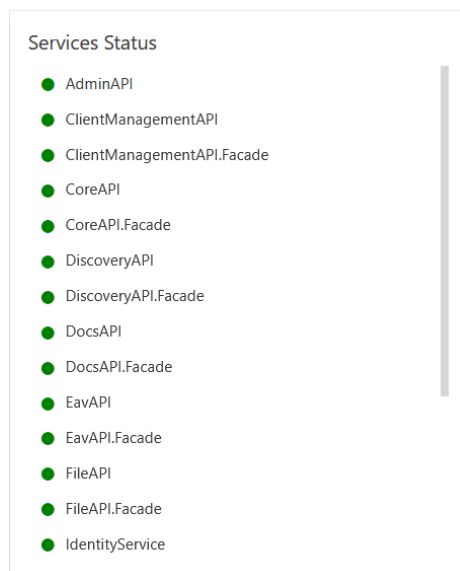 Services Status
AdminAPI
ClientManagementAPI
ClientManagementAPI.Facade
CoreAPI
CoreAPI.Facade
DiscoveryAPI
DiscoveryAPI.Facade
DocsAPI
DocsAPI.Facade
EavAPI
EavAPI.Facade
FileAPI
FileAPI.Facade
IdentityService